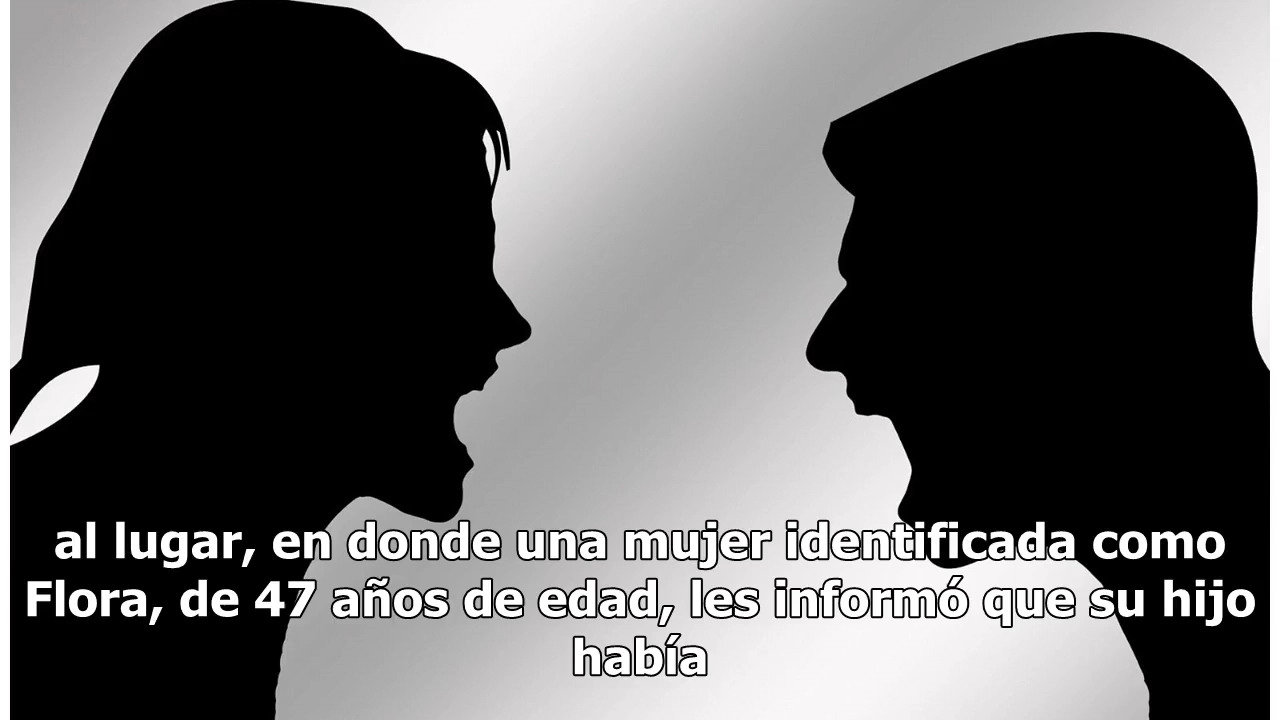 al lugar, en donde una mujer identificada como
Flora, de 47 años de edad, les informó que su hijo
había